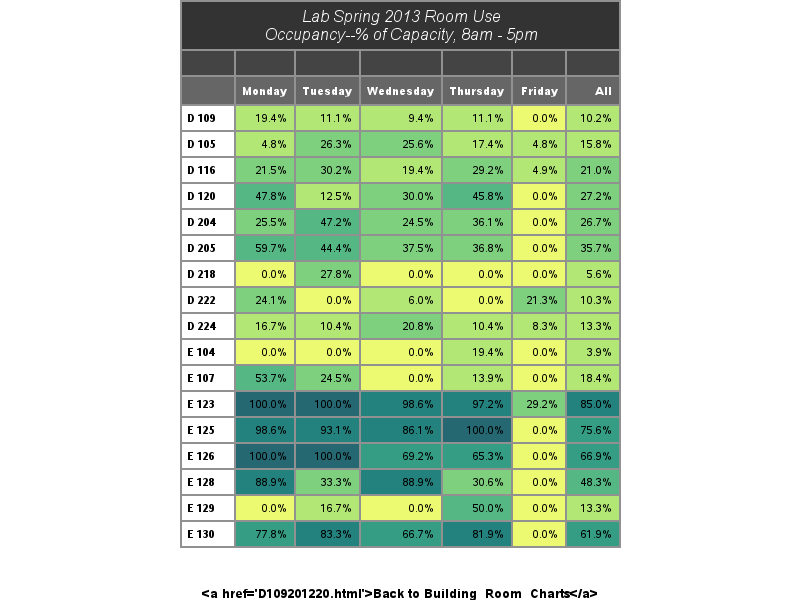 Lab Spring 2013 Room Use
Occupancy--% of Capacity, 8am - 5pm
Monday Tuesday Wednesday Thursday Friday All
D 109 19.4% 11.1% 9.4% 11.1% 0.0% 10.2%
D 105 4.8% 26.3% 25.6% 17.4% 4.8% 15.8%
D 116 21.5% 30.2% 19.4% 29.2% 4.9% 21.0%
D 120 47.8% 12.5% 30.0% 45.8% 0.0% 27.2%
D 204 25.5% 47.2% 24.5% 36.1% 0.0% 26.7%
D 205 59.7% 44.4% 37.5% 36.8% 0.0% 35.7%
D 218 0.0% 27.8% 0.0% 0.0% 0.0% 5.6%
D 222 24.1% 0.0% 6.0% 0.0% 21.3% 10.3%
D 224 16.7% 10.4% 20.8% 10.4% 8.3% 13.3%
E 104 0.0% 0.0% 0.0% 19.4% 0.0% 3.9%
E 107 53.7% 24.5% 0.0% 13.9% 0.0% 18.4%
E 123 100.0% 100.0% 98.6% 97.2% 29.2% 85.0%
E 125 98.6% 93.1% 86.1% 100.0% 0.0% 75.6%
E 126 100.0% 100.0% 69.2% 65.3% 0.0% 66.9%
E 128 88.9% 33.3% 88.9% 30.6% 0.0% 48.3%
E 129 0.0% 16.7% 0.0% 50.0% 0.0% 13.3%
E 130 77.8% 83.3% 66.7% 81.9% 0.0% 61.9%
<a href='D109201220.html'>Back to Building_Room_Charts</a>